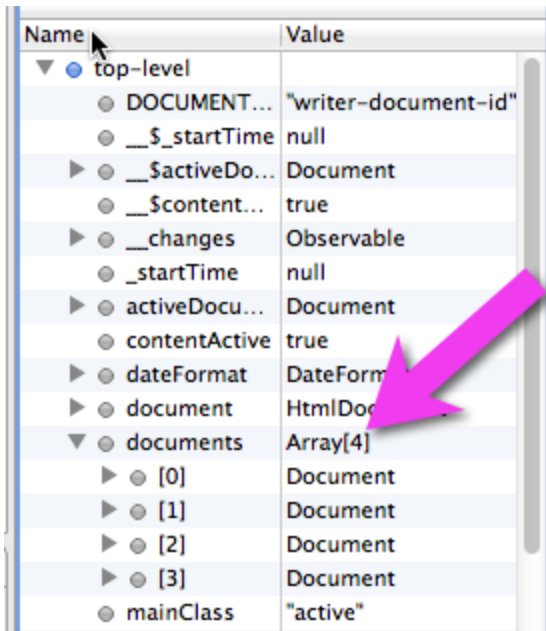 Name Value
top-level
DOCUMENT... "writer-document-id"
__$_startTime null
__$activeDo... Document
__$content... true
__changes Observable
_startTime null
activeDocu... Document
contentActive true
dateFormat DateForm
document HtmlDoc
documents Array[4]
[0] Document
[1] Document
[2] Document
[3] Document
mainClass "active"